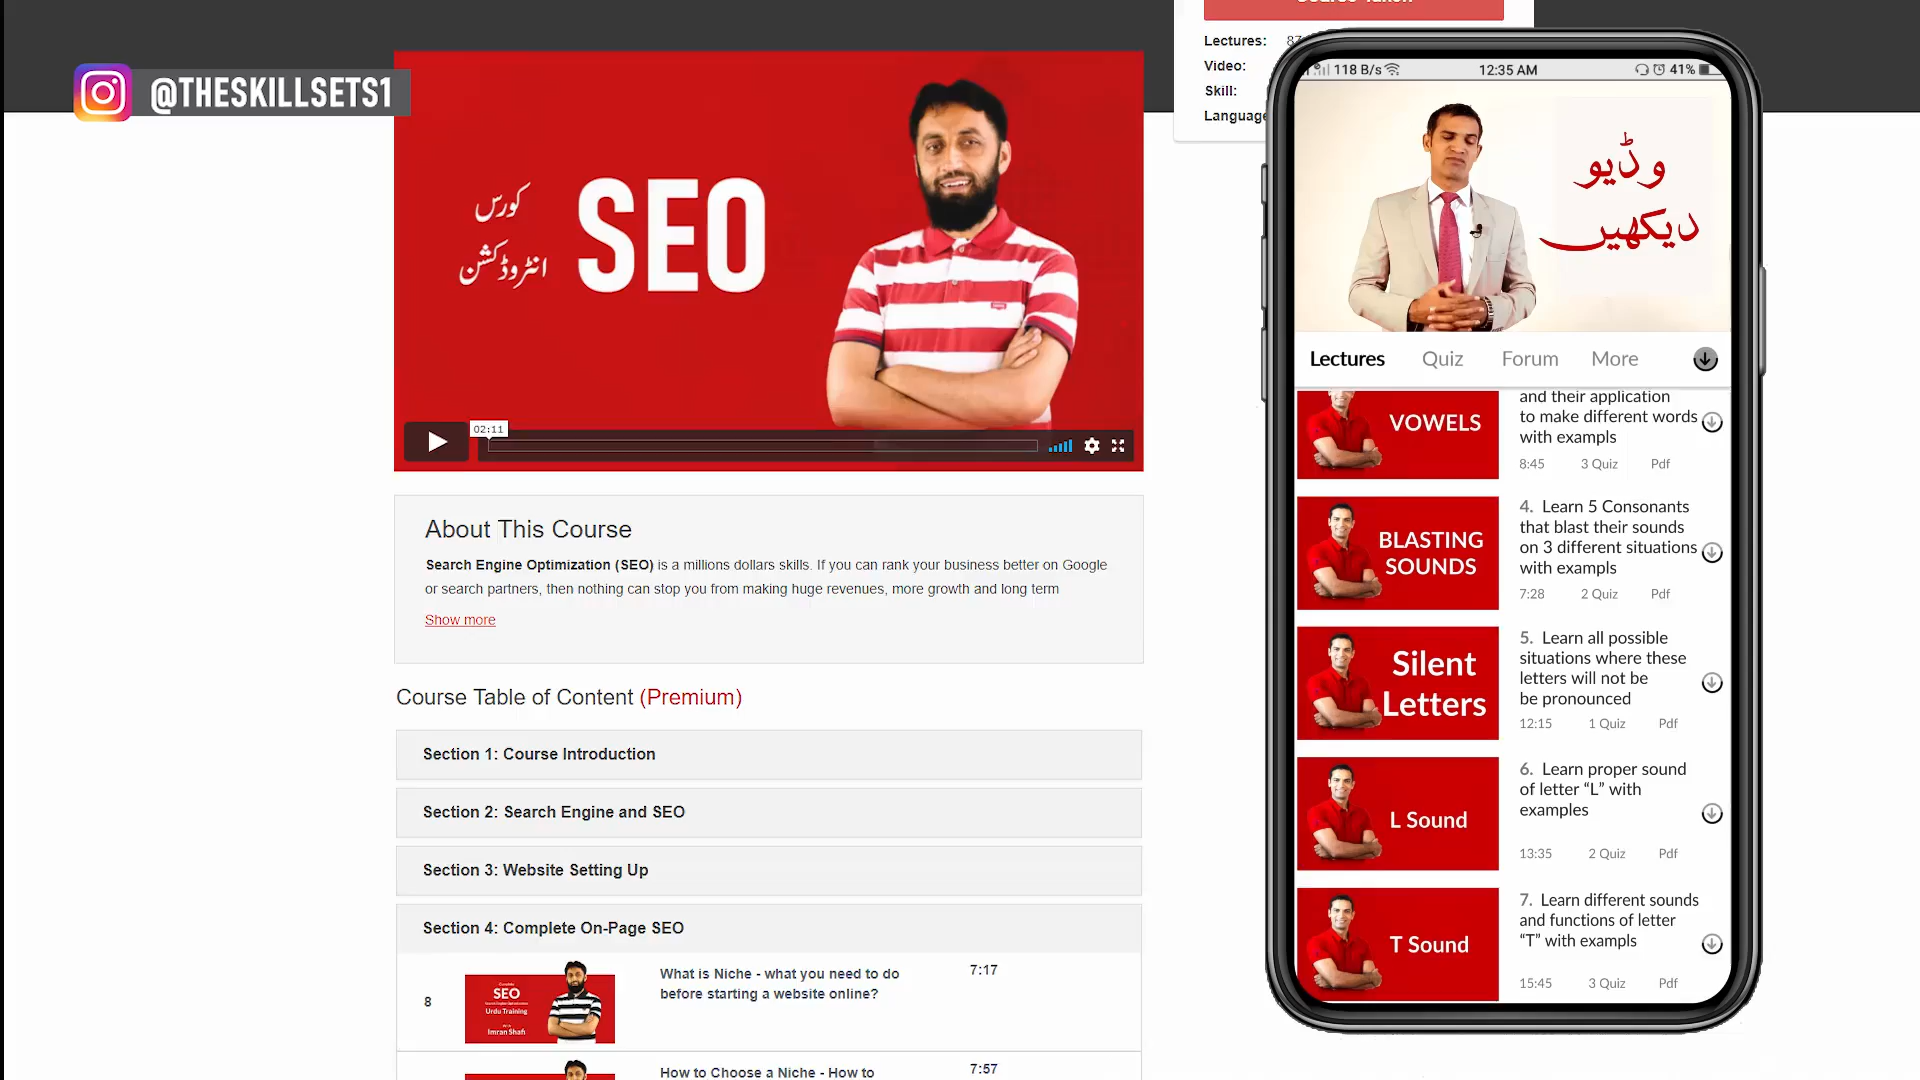 @THESKILLSETS1
کورس
انٹروڈکشن
SEO
02:11
About This Course
Search Engine Optimization (SEO) is a millions dollars skills. If you can rank your business better on Google
or search partners, then nothing can stop you from making huge revenues, more growth and long term
Show more
Course Table of Content (Premium)
Section 1: Course Introduction
Section 2: Search Engine and SEO
Section 3: Website Setting Up
Section 4: Complete On-Page SEO
8
SEO
Urdu Training
Imran Shafi
What is Niche - what you need to do
before starting a website online?
7:17
How to Choose a Niche - How to
7:57
Lectures:
Video:
Skill:
Language
118 B/s
12:35 AM
41%
وڈیو
دیکھیں
Lectures Quiz Forum More
VOWELS
and their application
to make different words
with exampls
8:45 3 Quiz Pdf
BLASTING
SOUNDS
4. Learn 5 Consonants
that blast their sounds
on 3 different situations
with exampls
7:28 2 Quiz Pdf
Silent
Letters
5. Learn all possible
situations where these
letters will not be
be pronounced
12:15 1 Quiz Pdf
L Sound
6. Learn proper sound
of letter “L” with
examples
13:35 2 Quiz Pdf
T Sound
7. Learn different sounds
and functions of letter
“T” with exampls
15:45 3 Quiz Pdf